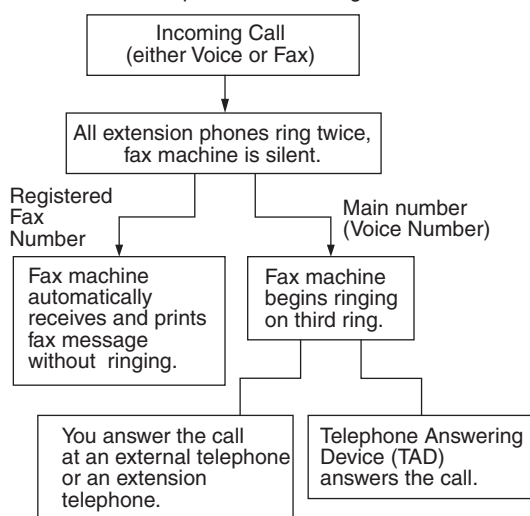 Incoming Call
(either Voice or Fax)
All extension phones ring twice,
fax machine is silent.
Registered
Fax
Number
Main number
(Voice Number)
Fax machine
automatically
receives and prints
fax message
without ringing.
Fax machine
begins ringing
on third ring.
You answer the call
at an external telephone
or an extension
telephone.
Telephone Answering
Device (TAD)
answers the call.